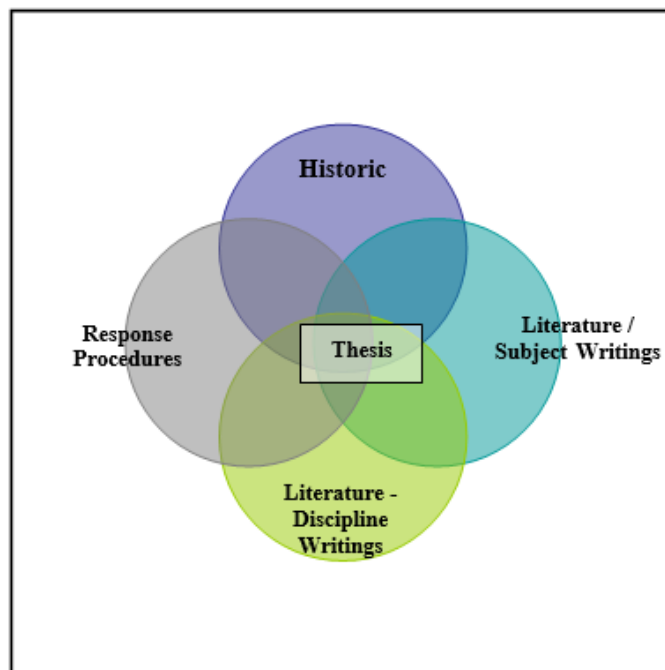 Historic
Response
Procedures
Literature /
Subject Writings
Thesis
Literature -
Discipline
Writings